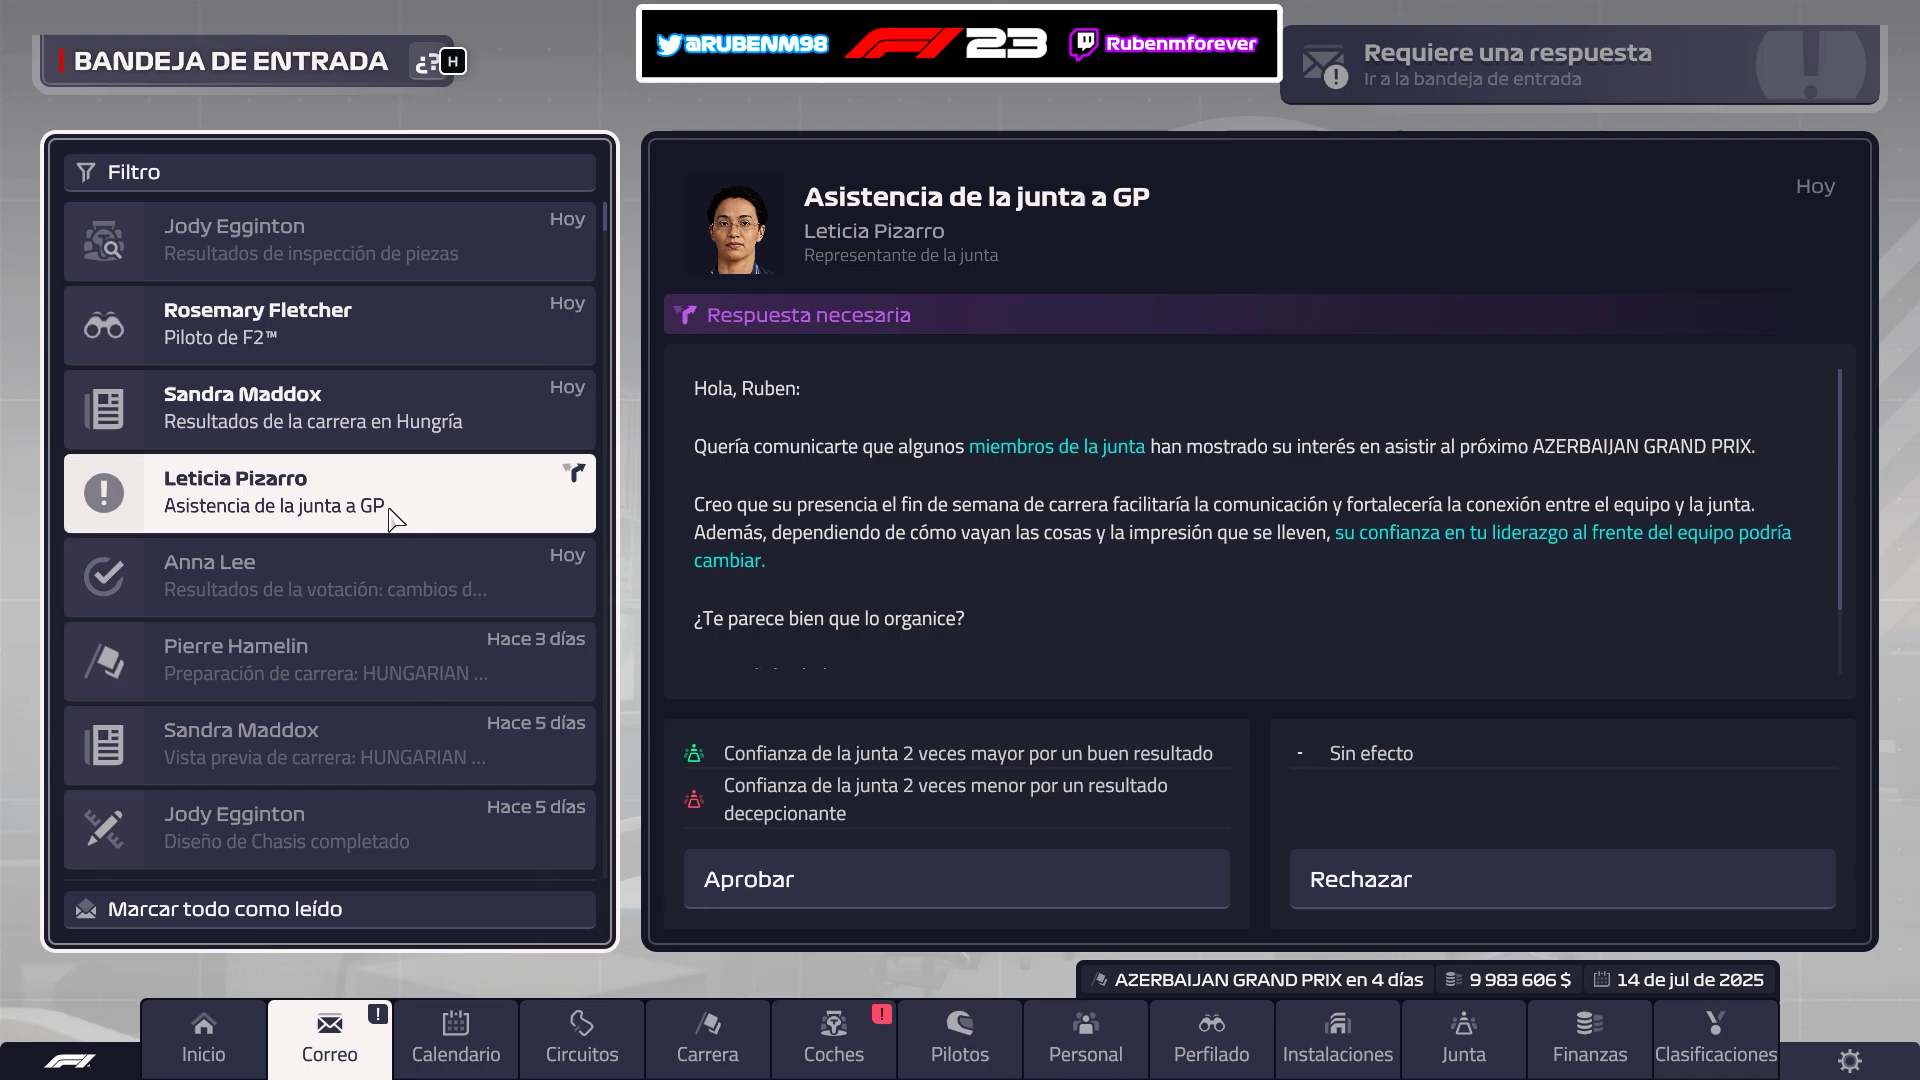 BANDEJA DE ENTRADA
¿?
H
@RUBENM98
F1 23
Rubenmforever
Requiere una respuesta
Ir a la bandeja de entrada
Filtro
Jody Egginton
Hoy
Resultados de inspección de piezas
Rosemary Fletcher
Hoy
Piloto de F2™
Sandra Maddox
Hoy
Resultados de la carrera en Hungría
Leticia Pizarro
Asistencia de la junta a GP
Anna Lee
Hoy
Resultados de la votación: cambios d...
Pierre Hamelin
Hace 3 días
Preparación de carrera: HUNGARIAN ...
Sandra Maddox
Hace 5 días
Vista previa de carrera: HUNGARIAN ...
Jody Egginton
Hace 5 días
Diseño de Chasis completado
Marcar todo como leído
Asistencia de la junta a GP
Hoy
Leticia Pizarro
Representante de la junta
Respuesta necesaria
Hola, Ruben:
Quería comunicarte que algunos miembros de la junta han mostrado su interés en asistir al próximo AZERBAIJAN GRAND PRIX.
Creo que su presencia el fin de semana de carrera facilitaría la comunicación y fortalecería la conexión entre el equipo y la junta.
Además, dependiendo de cómo vayan las cosas y la impresión que se lleven, su confianza en tu liderazgo al frente del equipo podría
cambiar.
¿Te parece bien que lo organice?
Confianza de la junta 2 veces mayor por un buen resultado
Confianza de la junta 2 veces menor por un resultado
decepcionante
Aprobar
- Sin efecto
Rechazar
AZERBAIJAN GRAND PRIX en 4 días
9 983 606 $
14 de jul de 2025
F1
Inicio
Correo
Calendario
Circuitos
Carrera
Coches
Pilotos
Personal
Perfilado
Instalaciones
Junta
Finanzas
Clasificaciones